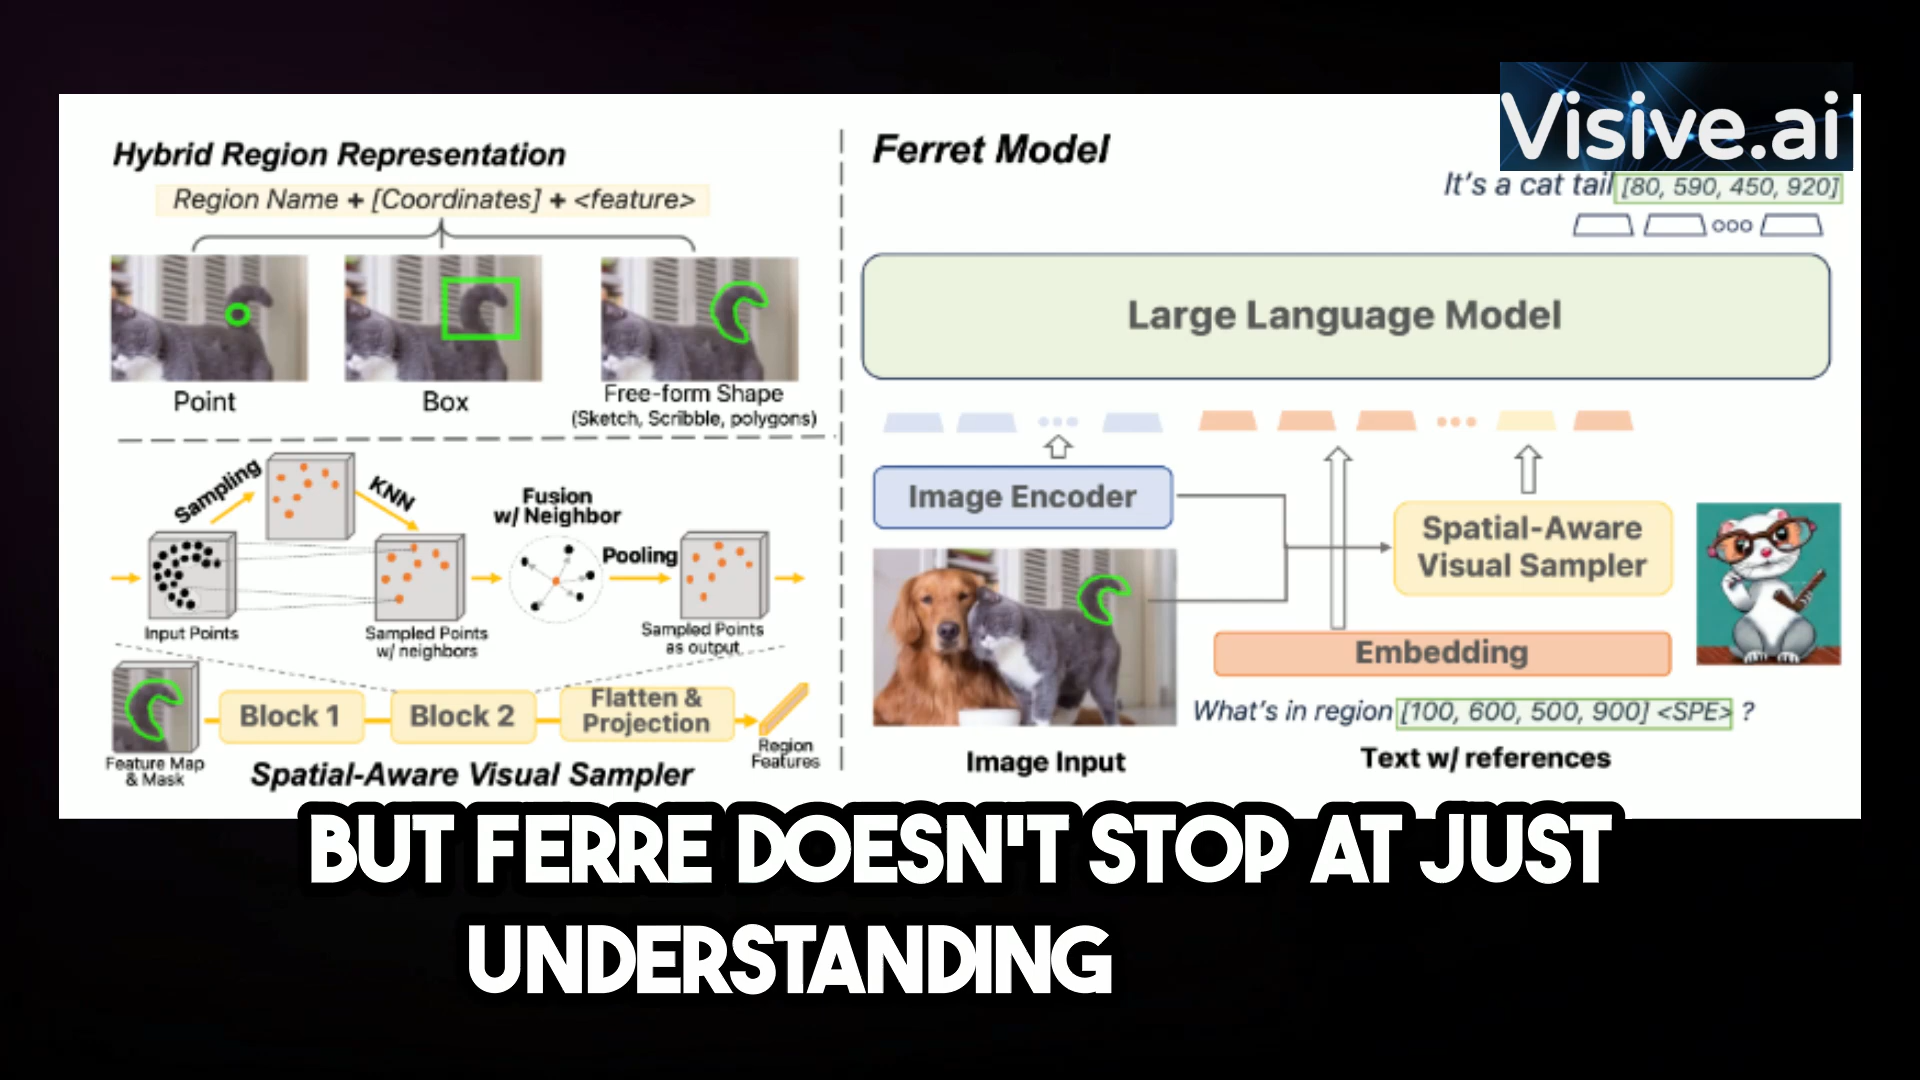 Visive.ai
Hybrid Region Representation
Region Name + [Coordinates] + <feature>
Point
Box
Free-form Shape
(Sketch, Scribble, polygons)
Sampling
KNN
Fusion
w/ Neighbor
Pooling
Input Points
Sampled Points
w/ neighbors
Sampled Points
as output
Block 1
Block 2
Flatten &
Projection
Feature Map
& Mask
Region
Features
Spatial-Aware Visual Sampler
Ferret Model
It's a cat tail [80, 590, 450, 920]
Large Language Model
Image Encoder
Spatial-Aware
Visual Sampler
Embedding
What's in region [100, 600, 500, 900] <SPE> ?
Image Input
Text w/ references
BUT FERRE DOESN'T STOP AT JUST
UNDERSTANDING